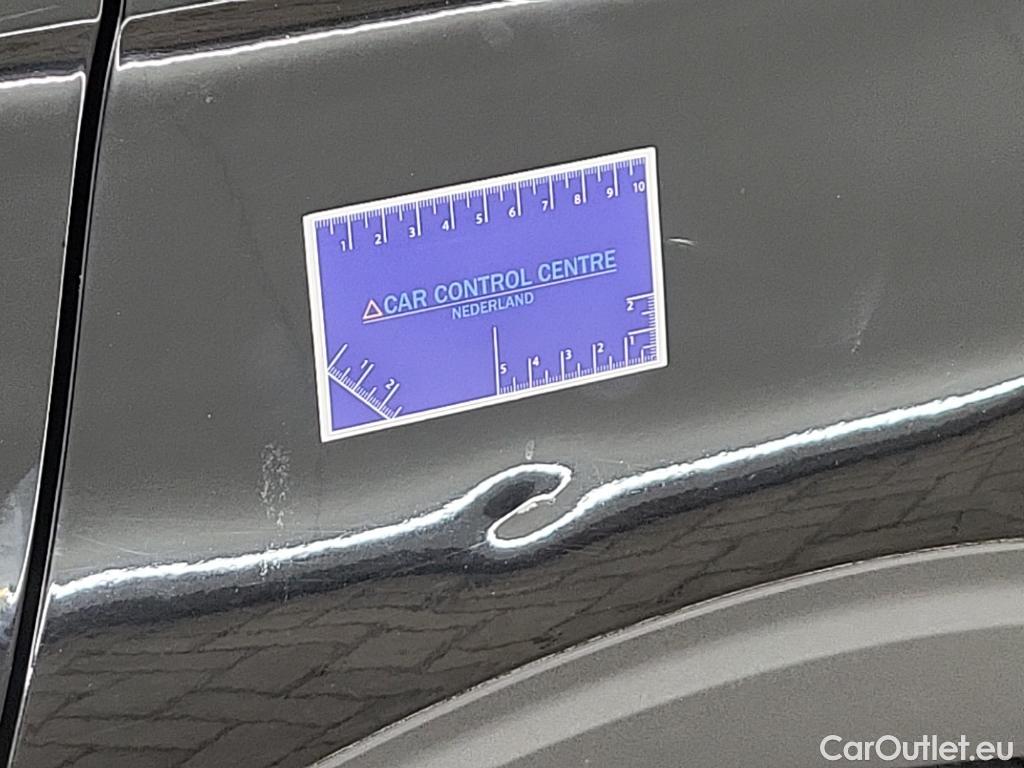 1 2 3 4 5 6 7 8 9 10
CAR CONTROL CENTRE
NEDERLAND
2
1 2
5 4 3 2 1
CarOutlet.eu